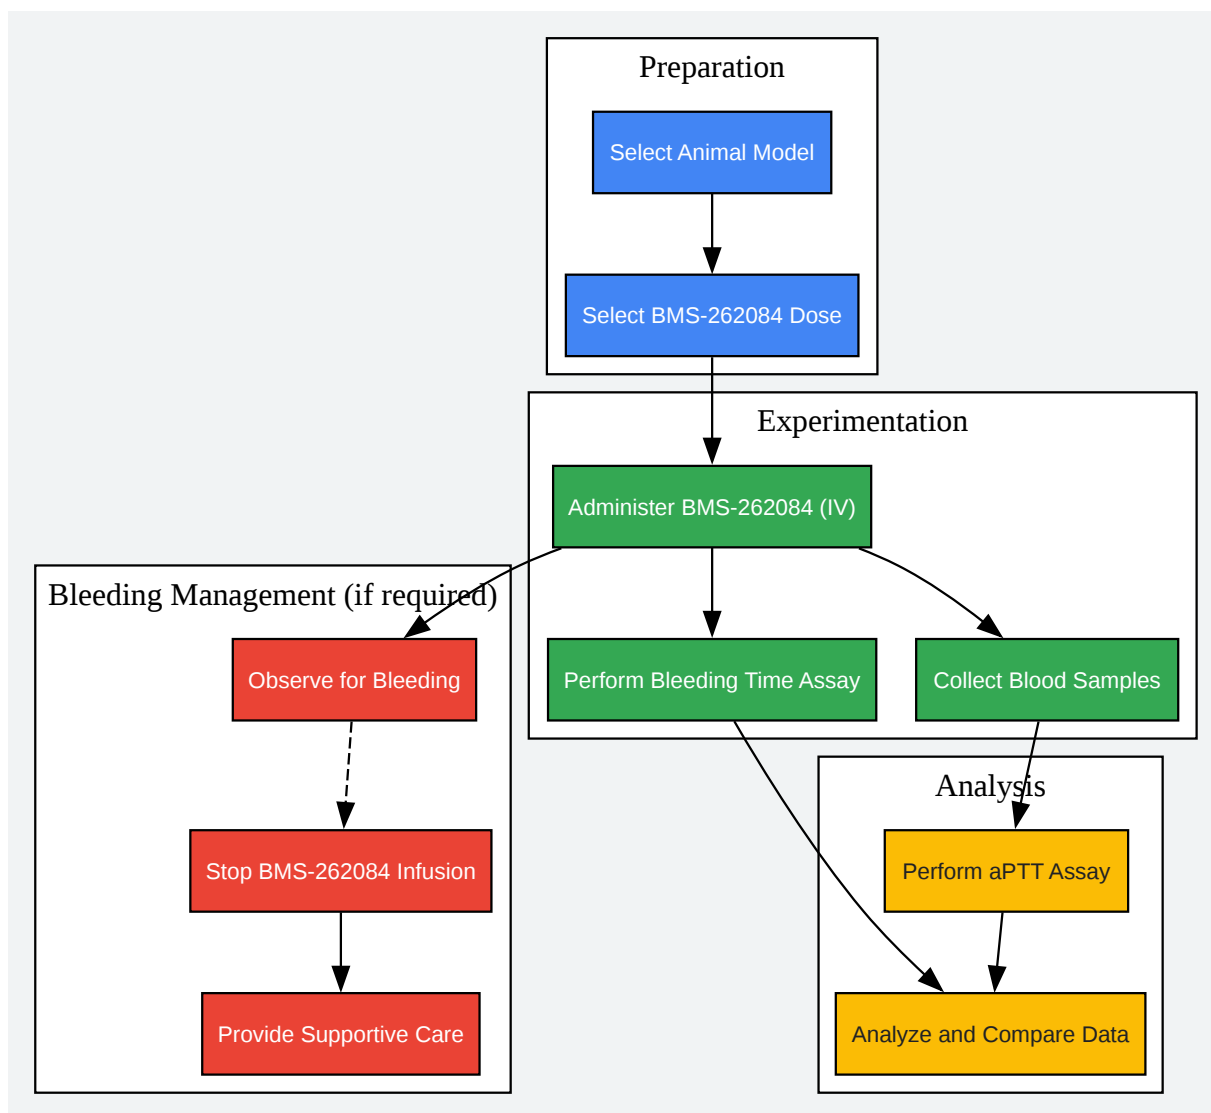 Preparation
Select Animal Model
Select BMS-262084 Dose
Experimentation
Administer BMS-262084 (IV)
Bleeding Management (if required)
Observe for Bleeding
Perform Bleeding Time Assay
Collect Blood Samples
Analysis
Stop BMS-262084 Infusion
Perform aPTT Assay
Provide Supportive Care
Analyze and Compare Data